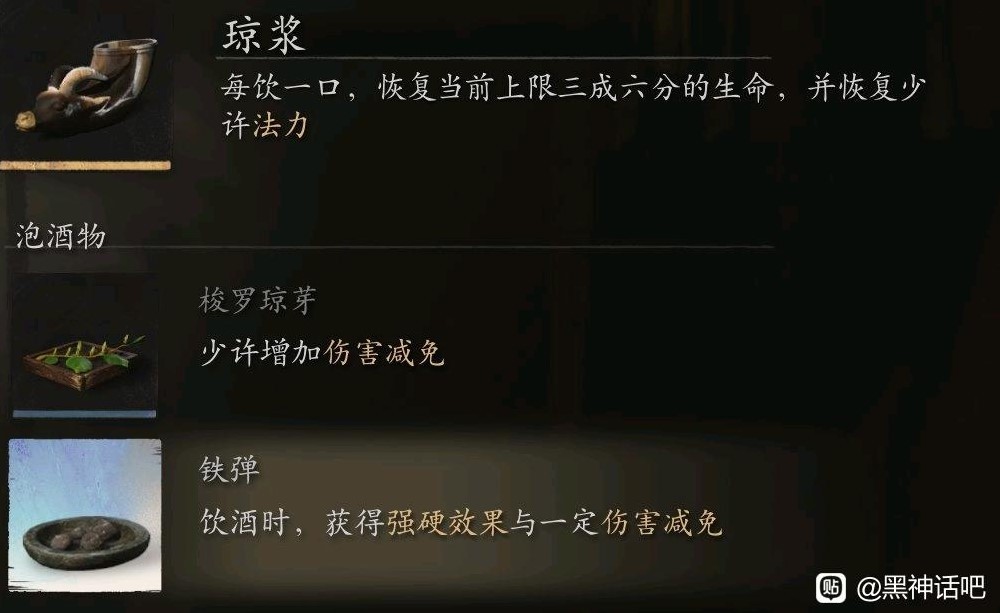 琼浆
每饮一口，恢复当前上限三成六分的生命，并恢复少
许法力
泡酒物
梭罗琼芽
少许增加伤害减免
铁弹
饮酒时，获得强硬效果与一定伤害减免
贴 @黑神话吧